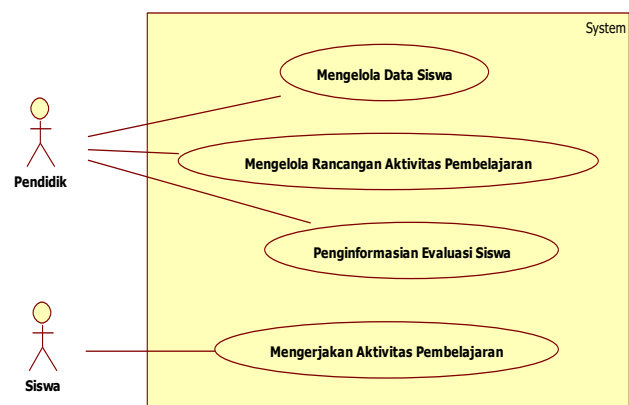 System
Mengelola Data Siswa
Mengelola Rancangan Aktivitas Pembelajaran
Pendidik
Penginformasian Evaluasi Siswa
Mengerjakan Aktivitas Pembelajaran
Siswa